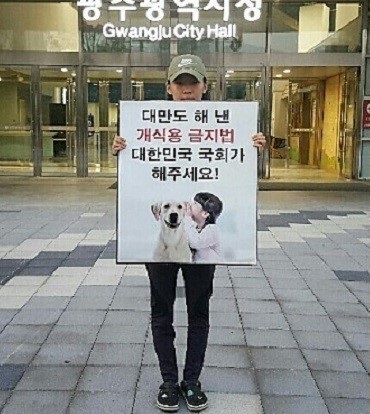 광주광역시청
Gwangju City Hall
대만도 해 낸
개식용 금지법
대한민국 국회가
해주세요!